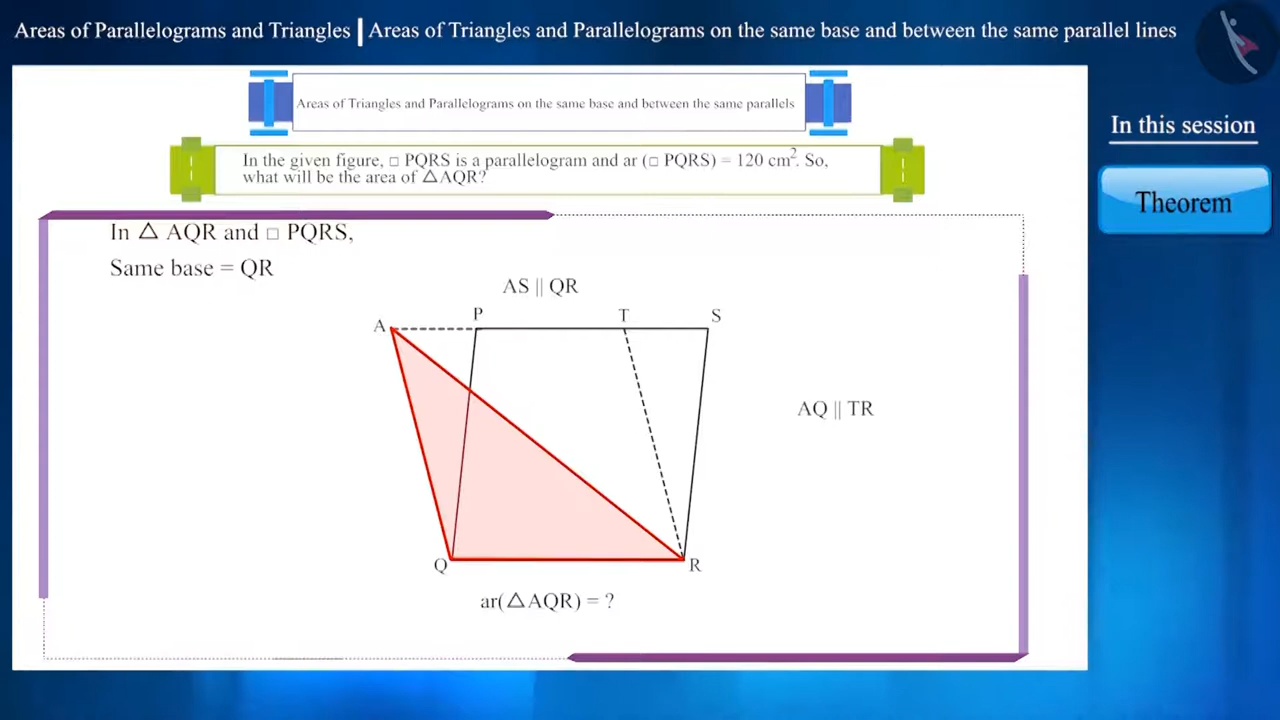 Areas of Parallelograms and Triangles | Areas of Triangles and Parallelograms on the same base and between the same parallel lines
Areas of Triangles and Parallelograms on the same base and between the same parallels
In this session
In the given figure, □ PQRS is a parallelogram and ar (□ PQRS) = 120 cm². So,
what will be the area of △AQR?
Theorem
In △ AQR and □ PQRS,
Same base = QR
AS || QR
A P T S
AQ || TR
Q R
ar(△AQR) = ?